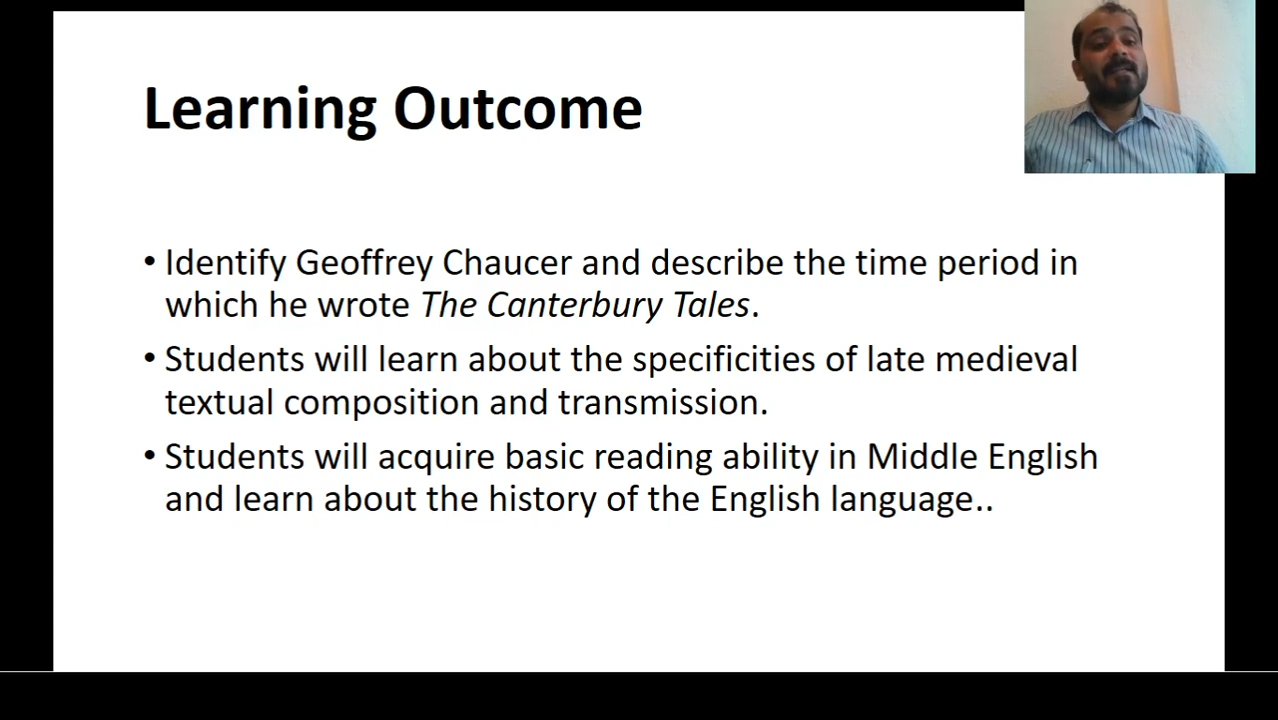 Learning Outcome
• Identify Geoffrey Chaucer and describe the time period in
which he wrote The Canterbury Tales.
• Students will learn about the specificities of late medieval
textual composition and transmission.
• Students will acquire basic reading ability in Middle English
and learn about the history of the English language..